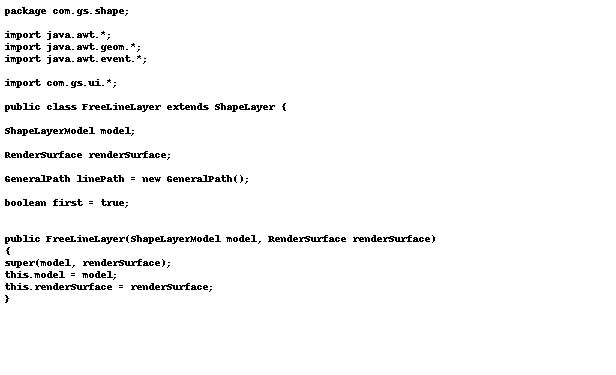 package com.gs.shape;
import java.awt.*;
import java.awt.geom.*;
import java.awt.event.*;
import com.gs.ui.*;
public class FreeLineLayer extends ShapeLayer {
ShapeLayerModel model;
RenderSurface renderSurface;
GeneralPath linePath = new GeneralPath();
boolean first = true;
public FreeLineLayer(ShapeLayerModel model, RenderSurface renderSurface)
{
super(model, renderSurface);
this.model = model;
this.renderSurface = renderSurface;
}